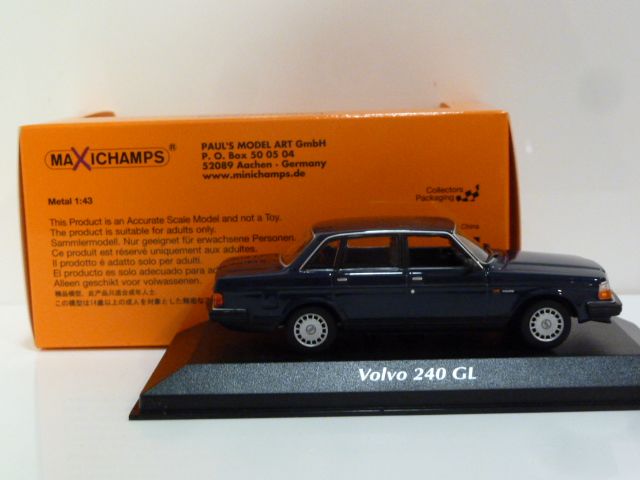 MAXICHAMPS®
PAUL'S MODEL ART GmbH
P. O. Box 50 05 04
52089 Aachen - Germany
www.minichamps.com
Metal 1:43
Collectors
Packaging
This Product is an Accurate Scale Model and not a Toy.
The product is suitable for adults only.
China
Sammlermodell. Nur geeignet für erwachsene Personen.
Ce produit est réservé uniquement aux adultes.
Il prodotto è adatto solo per adulti.
El producto es solo adecuado para
Alleen geschikt voor volwassenen.
Volvo 240 GL